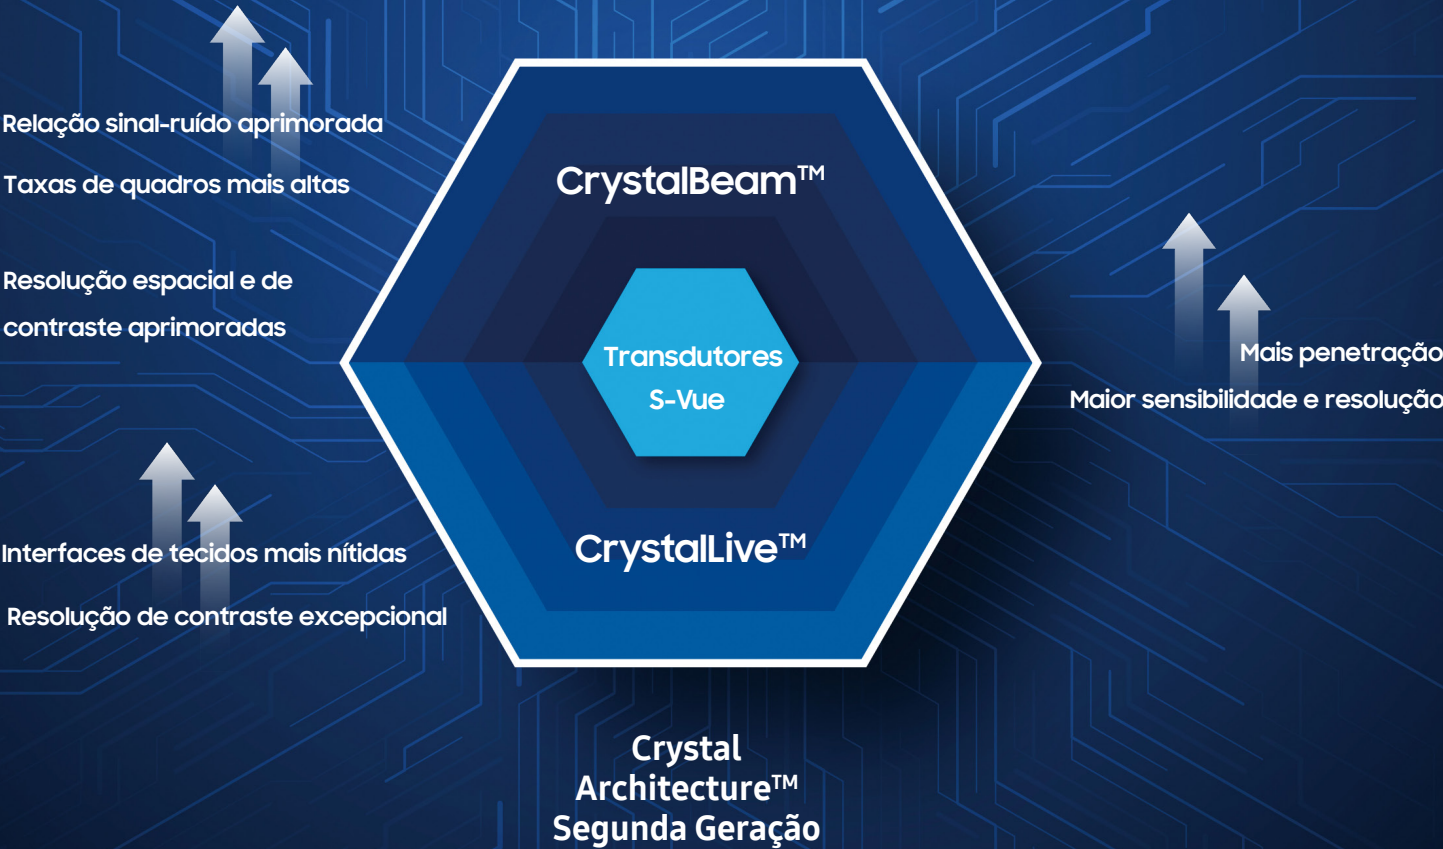 Relação sinal-ruído aprimorada
Taxas de quadros mais altas
Resolução espacial e de
contraste aprimoradas
Interfaces de tecidos mais nítidas
Resolução de contraste excepcional
CrystalBeam™
Transdutores
S-Vue
CrystalLive™
Mais penetração
Maior sensibilidade e resolução
Crystal
Architecture™
Segunda Geração